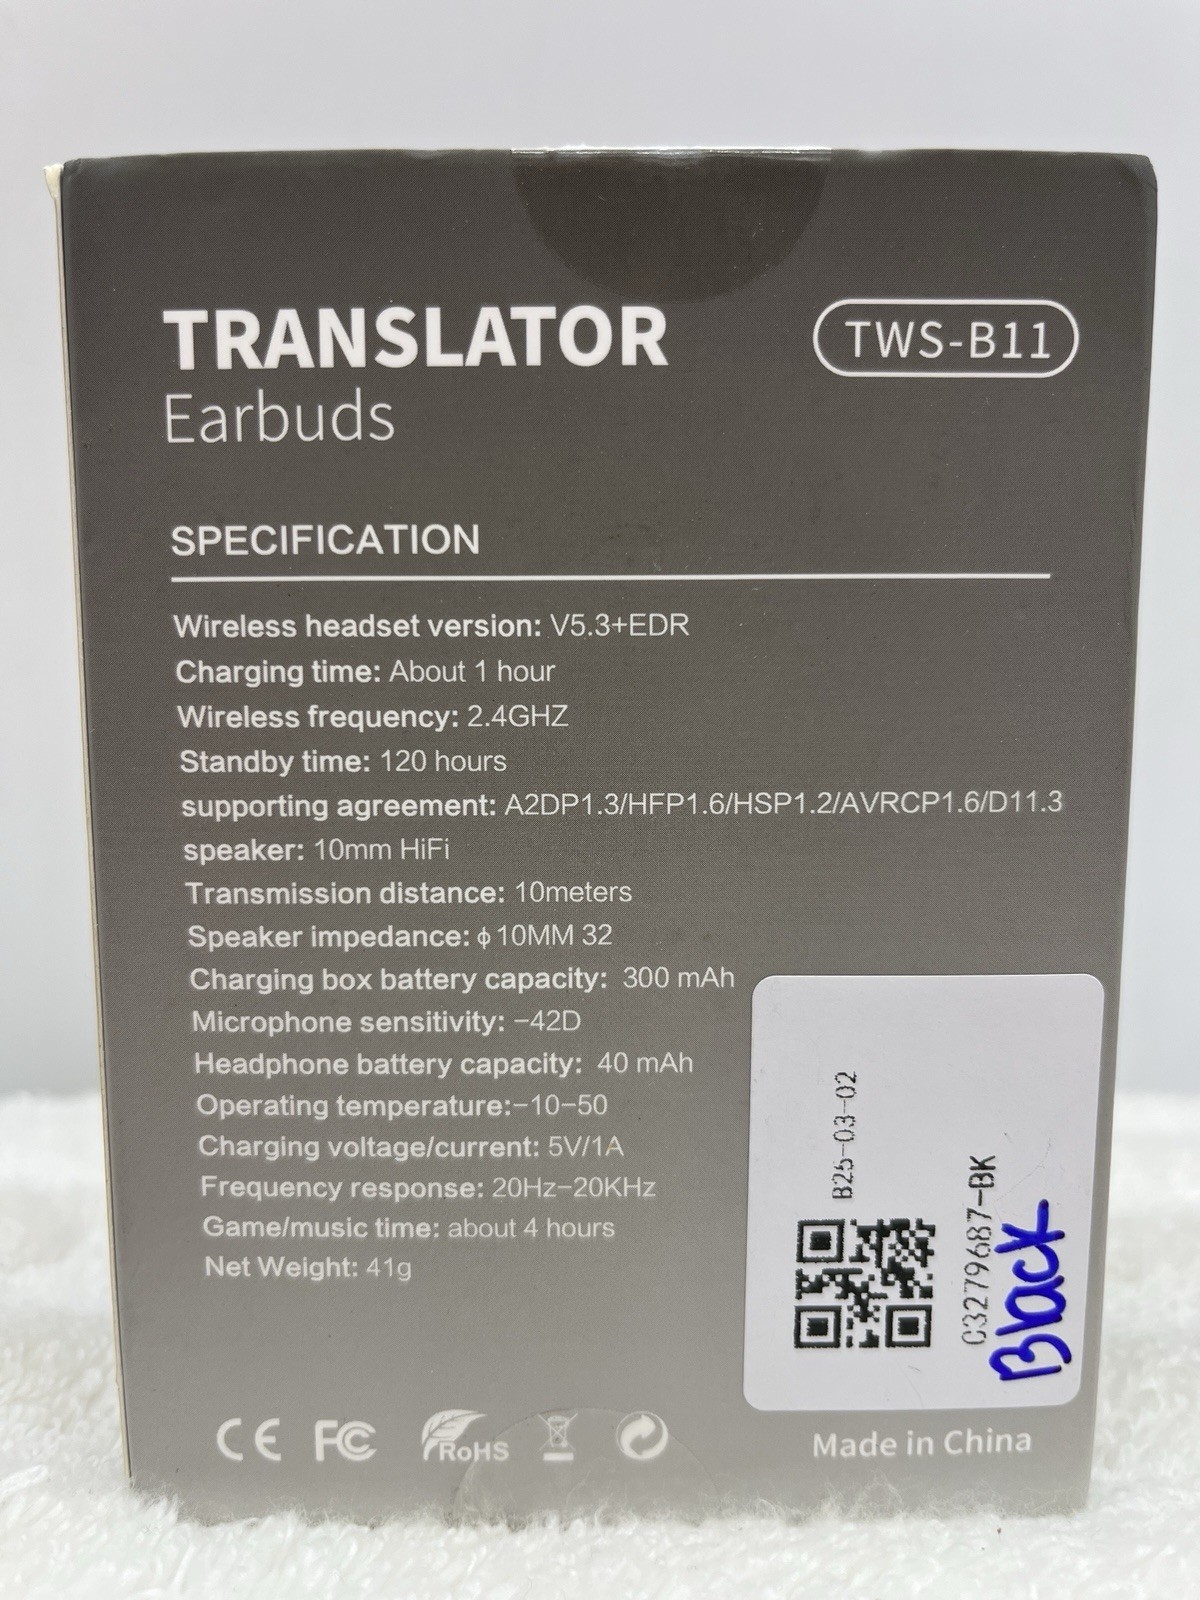 TRANSLATOR
Earbuds
TWS-B11
SPECIFICATION
Wireless headset version: V5.3+EDR
Charging time: About 1 hour
Wireless frequency: 2.4GHZ
Standby time: 120 hours
supporting agreement: A2DP1.3/HFP1.6/HSP1.2/AVRCP1.6/D11.3
speaker: 10mm HiFi
Transmission distance: 10meters
Speaker impedance: ϕ10MM 32
Charging box battery capacity: 300 mAh
Microphone sensitivity: −42D
Headphone battery capacity: 40 mAh
Operating temperature:−10−50
Charging voltage/current: 5V/1A
Frequency response: 20Hz−20KHz
Game/music time: about 4 hours
Net Weight: 41g
B25-03-02
C3279687-BK
Black
CE FC RoHS
Made in China